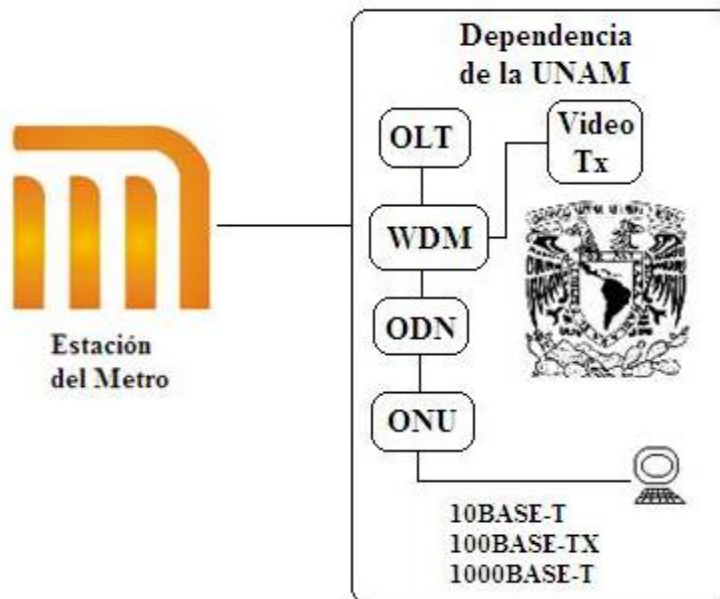 Dependencia
de la UNAM
OLT
Video
Tx
WDM
ODN
Estación
del Metro
ONU
10BASE-T
100BASE-TX
1000BASE-T